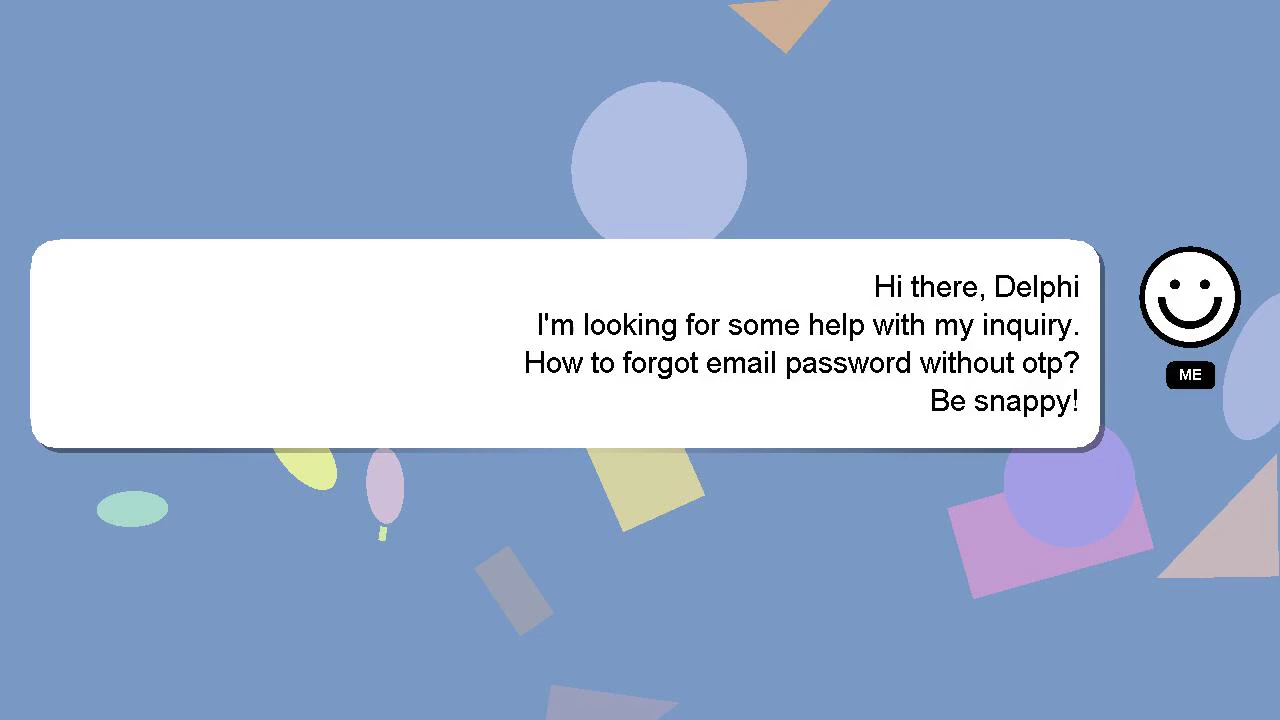 Hi there, Delphi
I'm looking for some help with my inquiry.
How to forgot email password without otp?
Be snappy!
ME